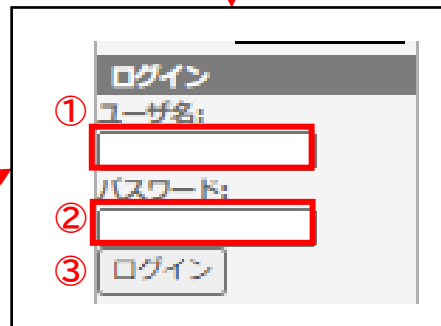 ログイン
① ユーザ名:
パスワード:
②
③ ログイン